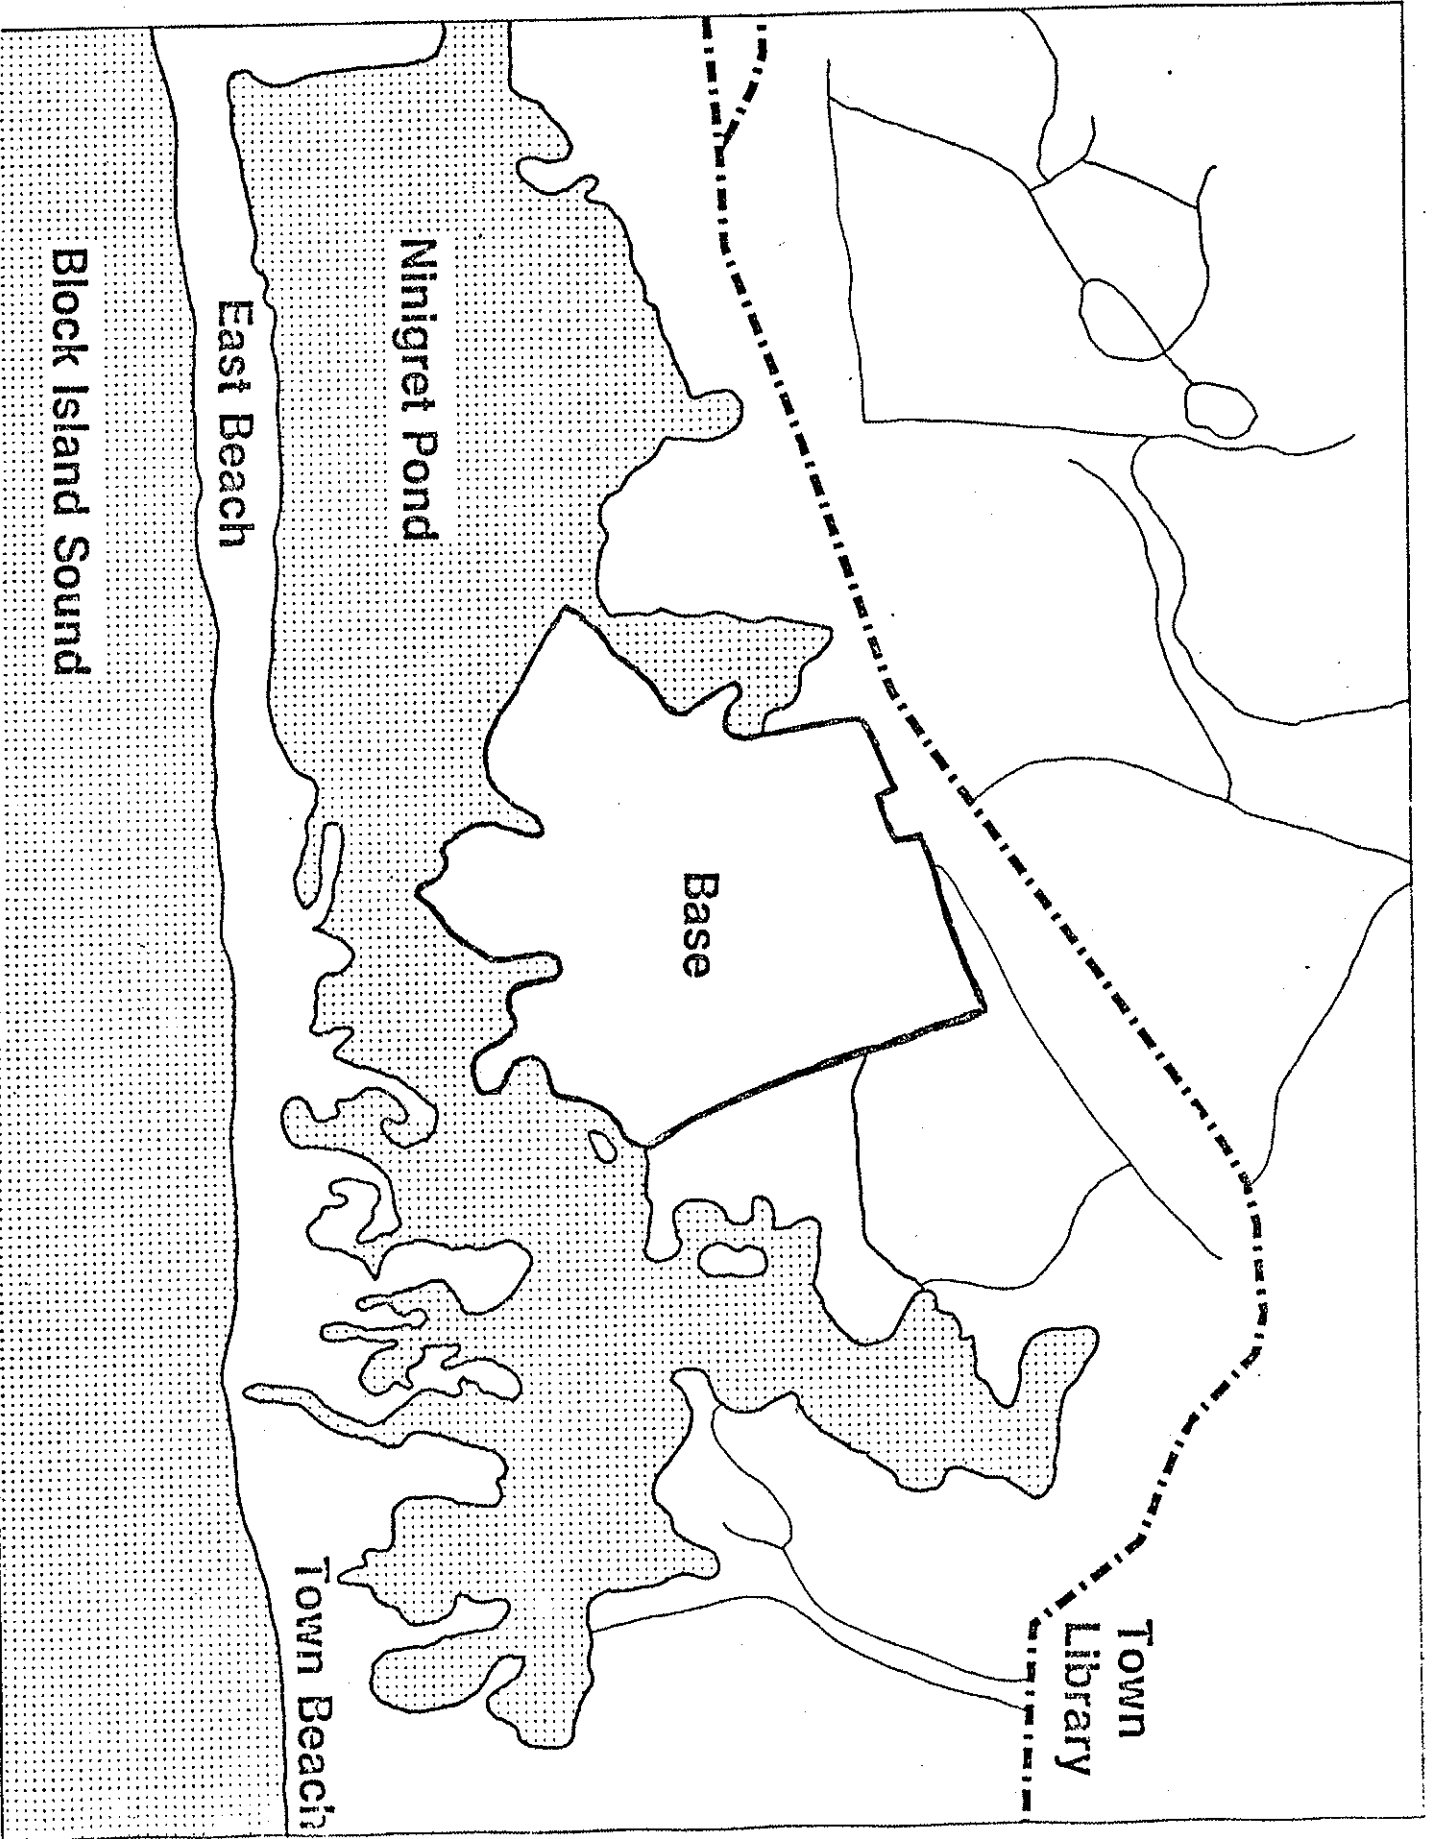 Town
Library
Base
Ninigret Pond
East Beach
Town Beach
Block Island Sound